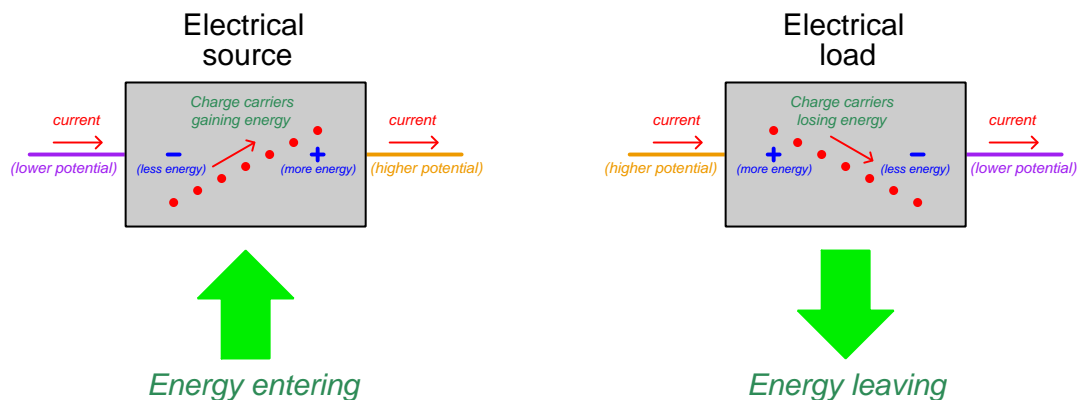 Electrical
source
Charge carriers
gaining energy
current
current
−
+
(lower potential)
(less energy)
(more energy)
(higher potential)
Energy entering
Electrical
load
Charge carriers
losing energy
current
current
+
−
(higher potential)
(more energy)
(less energy)
(lower potential)
Energy leaving